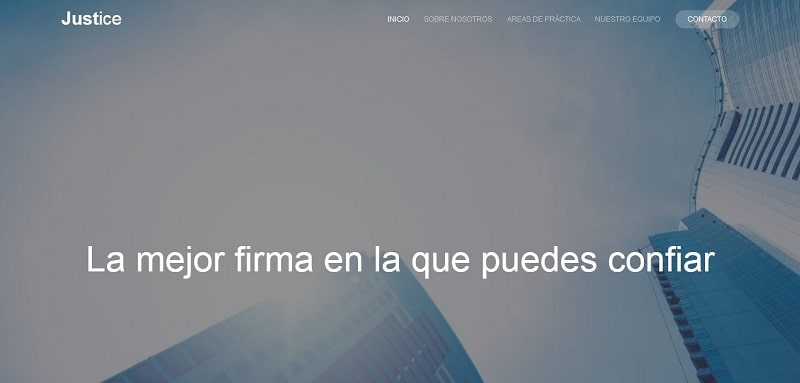 Justice
INICIO SOBRE NOSOTROS AREAS DE PRÁCTICA NUESTRO EQUIPO CONTACTO
La mejor firma en la que puedes confiar